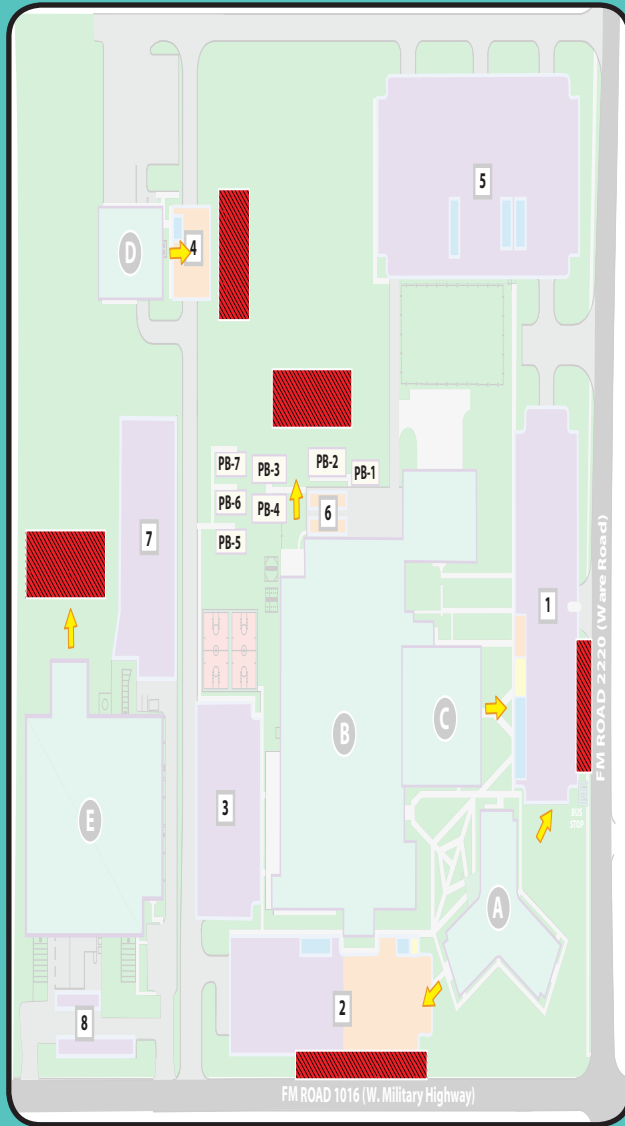 5
D
4
PB-7
PB-3
PB-2
PB-1
PB-6
PB-4
6
PB-5
7
1
FM ROAD 2220 (Ware Road)
B
C
3
E
BUS
STOP
A
2
8
FM ROAD 1016 (W. Military Highway)